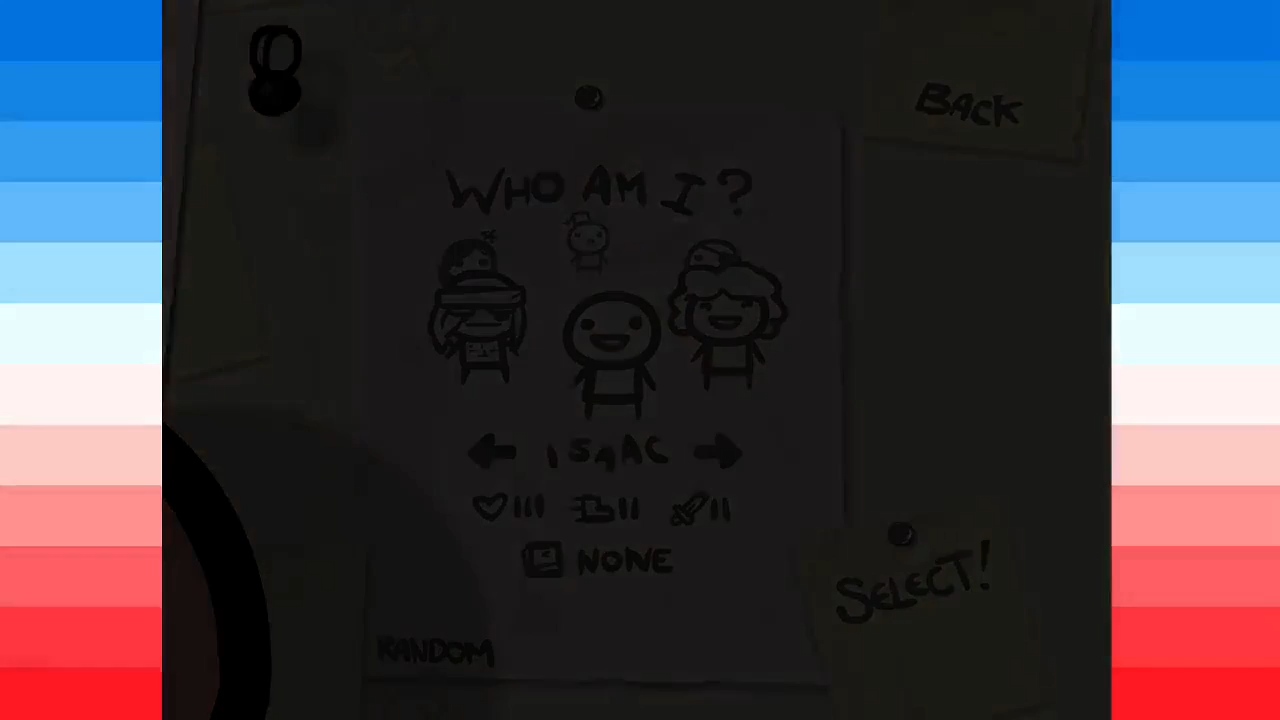 BACK
WHO AM I?
ISAAC
NONE
SELECT!
RANDOM